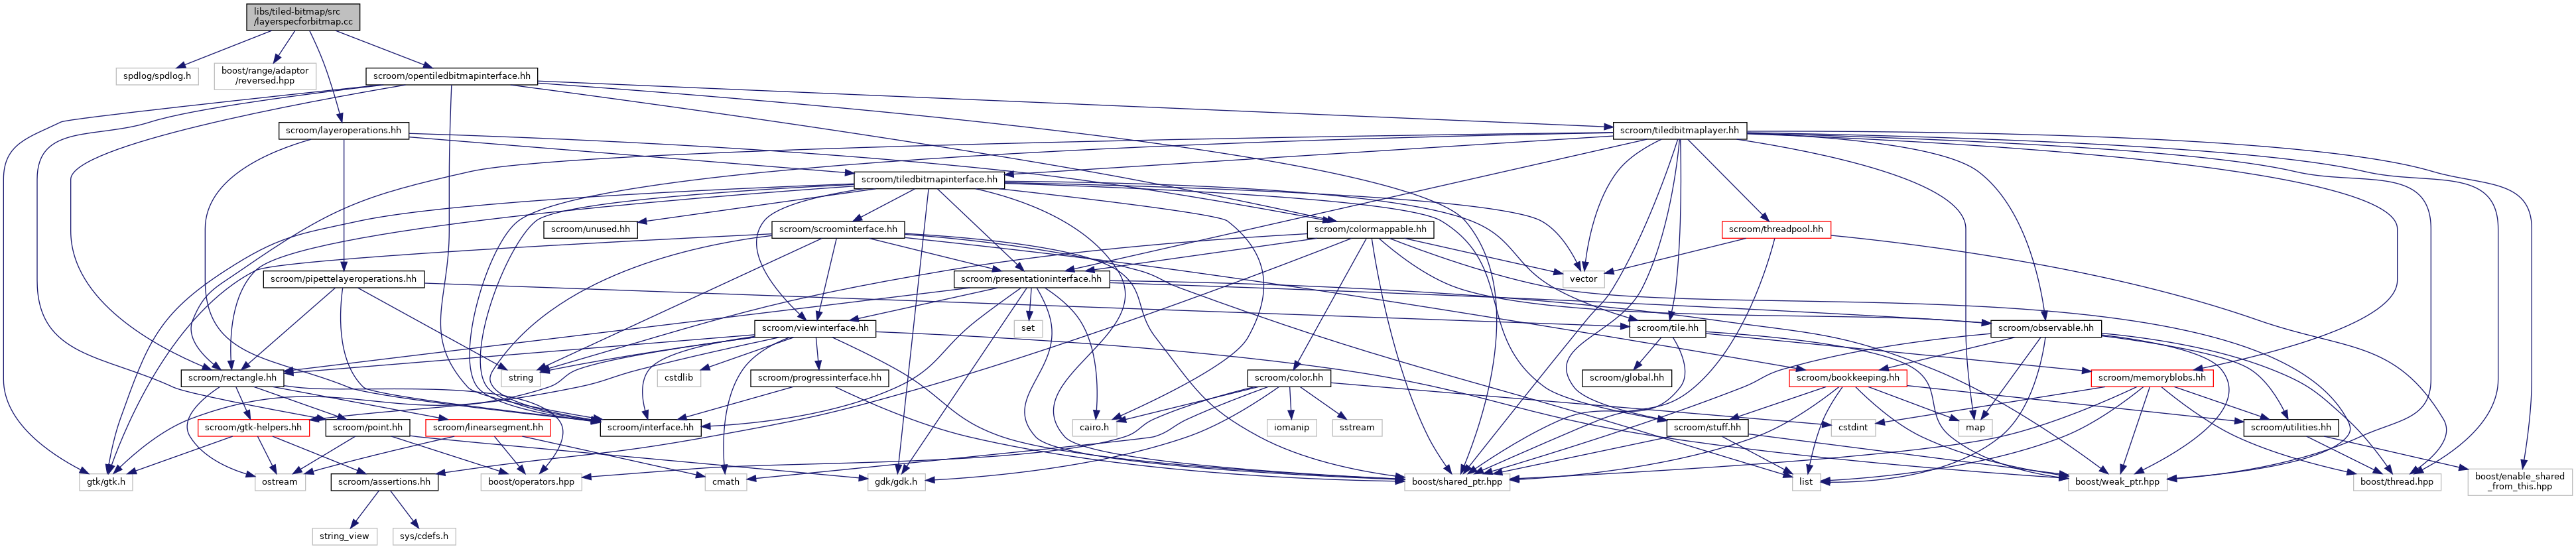 libs/tiled-bitmap/src
/layerspecforbitmap.cc
spdlog/spdlog.h
boost/range/adaptor
/reversed.hpp
scroom/opentiledbitmapinterface.hh
scroom/layeroperations.hh
scroom/tiledbitmaplayer.hh
scroom/tiledbitmapinterface.hh
scroom/unused.hh
scroom/scroominterface.hh
scroom/colormappable.hh
scroom/threadpool.hh
scroom/pipettelayeroperations.hh
scroom/presentationinterface.hh
vector
scroom/viewinterface.hh
set
scroom/tile.hh
scroom/observable.hh
scroom/rectangle.hh
string
cstdlib
scroom/progressinterface.hh
scroom/color.hh
scroom/global.hh
scroom/bookkeeping.hh
scroom/memoryblobs.hh
scroom/gtk-helpers.hh
scroom/point.hh
scroom/linearsegment.hh
scroom/interface.hh
cairo.h
iomanip
sstream
scroom/stuff.hh
cstdint
map
scroom/utilities.hh
gtk/gtk.h
ostream
scroom/assertions.hh
boost/operators.hpp
cmath
gdk/gdk.h
boost/shared_ptr.hpp
list
boost/weak_ptr.hpp
boost/thread.hpp
boost/enable_shared
_from_this.hpp
string_view
sys/cdefs.h